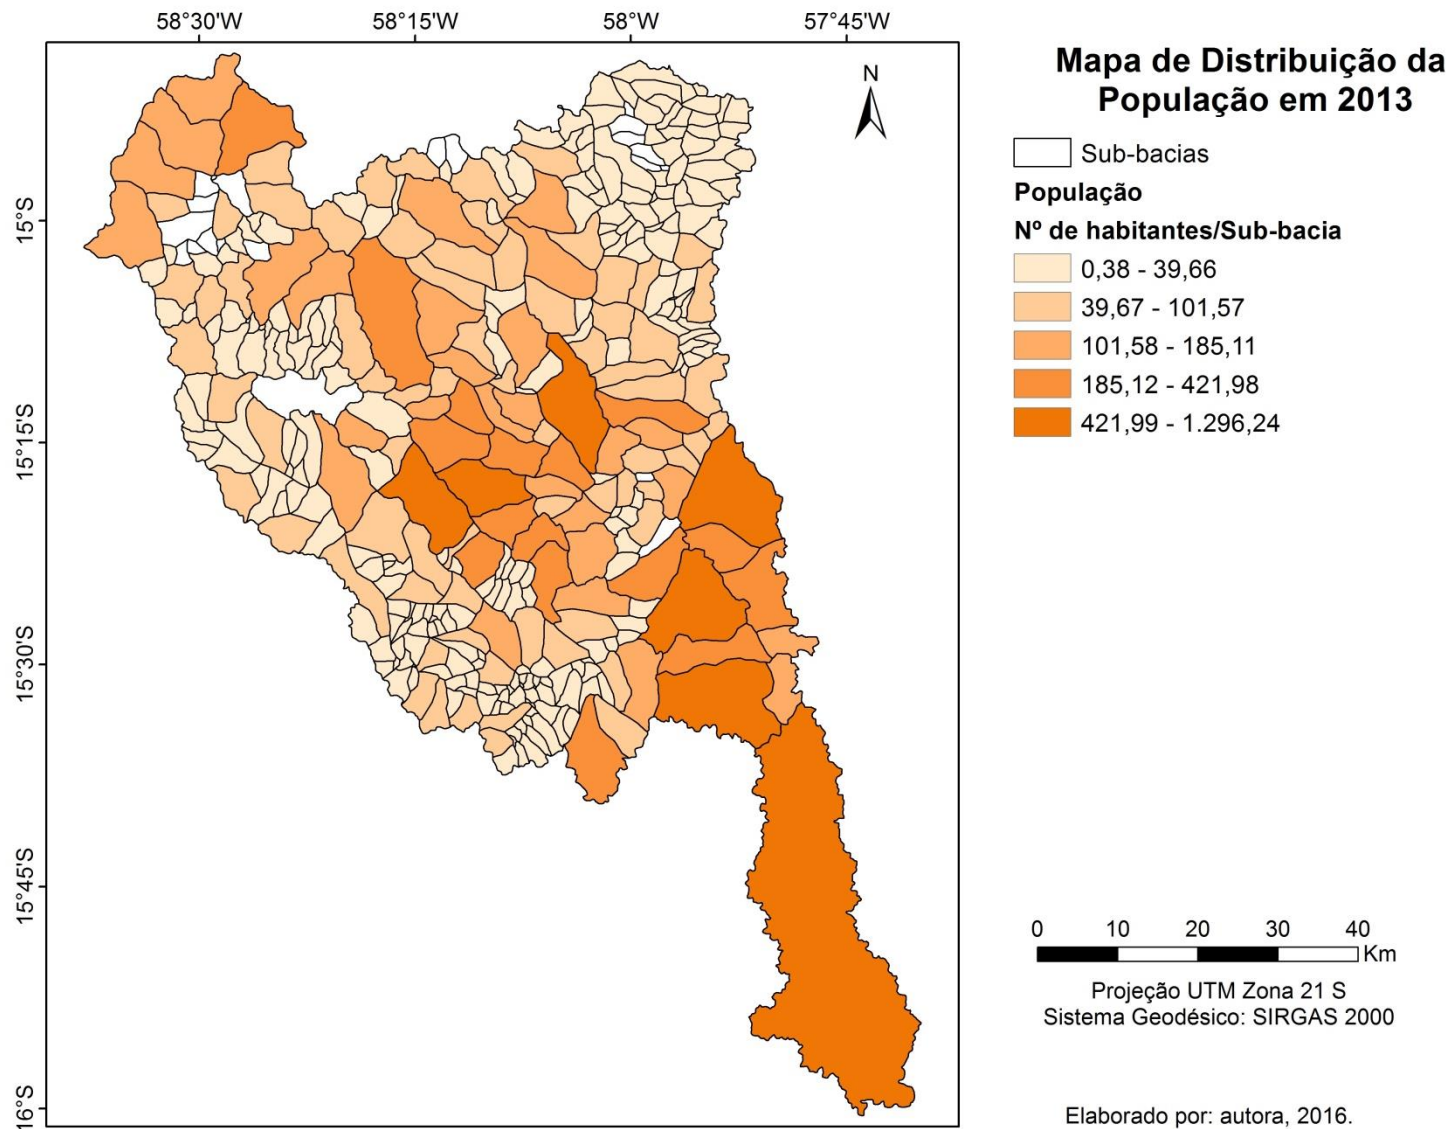 58°30'W
58°15'W
58°W
57°45'W
15°S
15°15'S
15°30'S
15°45'S
16°S
N
Mapa de Distribuição da
População em 2013
Sub-bacias
População
Nº de habitantes/Sub-bacia
0,38 - 39,66
39,67 - 101,57
101,58 - 185,11
185,12 - 421,98
421,99 - 1.296,24
0 10 20 30 40
Km
Projeção UTM Zona 21 S
Sistema Geodésico: SIRGAS 2000
Elaborado por: autora, 2016.